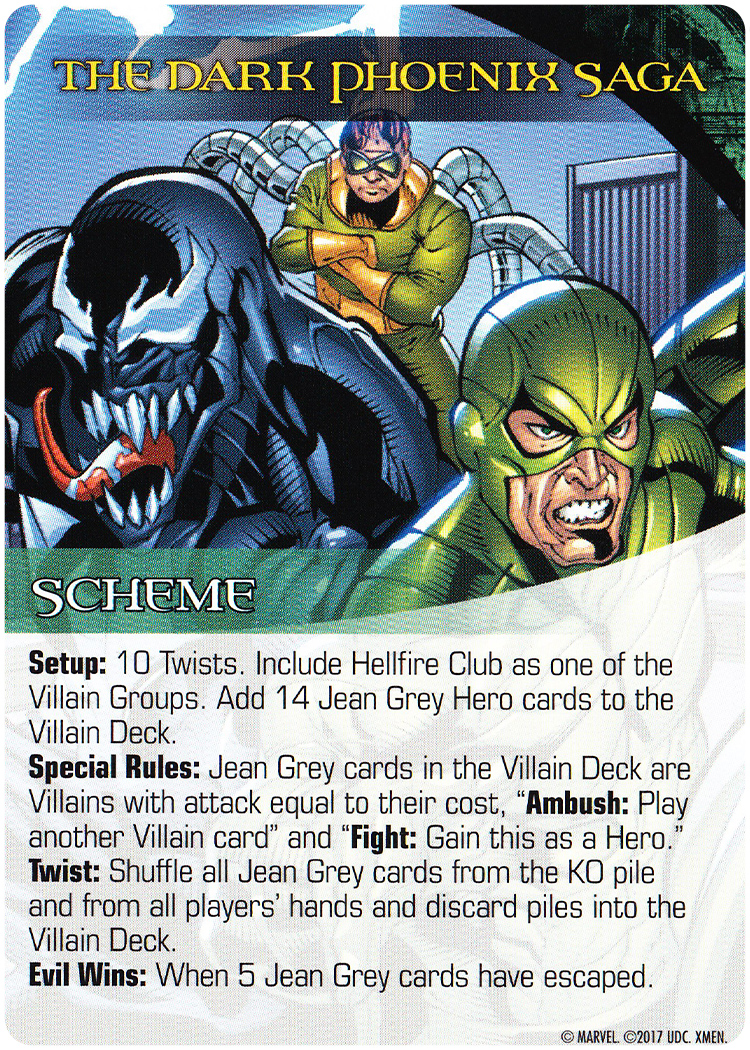 THE DARK PHOENIX SAGA
SCHEME
Setup: 10 Twists. Include Hellfire Club as one of the
Villain Groups. Add 14 Jean Grey Hero cards to the
Villain Deck.
Special Rules: Jean Grey cards in the Villain Deck are
Villains with attack equal to their cost, “Ambush: Play
another Villain card” and “Fight: Gain this as a Hero.”
Twist: Shuffle all Jean Grey cards from the KO pile
and from all players’ hands and discard piles into the
Villain Deck.
Evil Wins: When 5 Jean Grey cards have escaped.
© MARVEL. ©2017 UDC. XMEN.